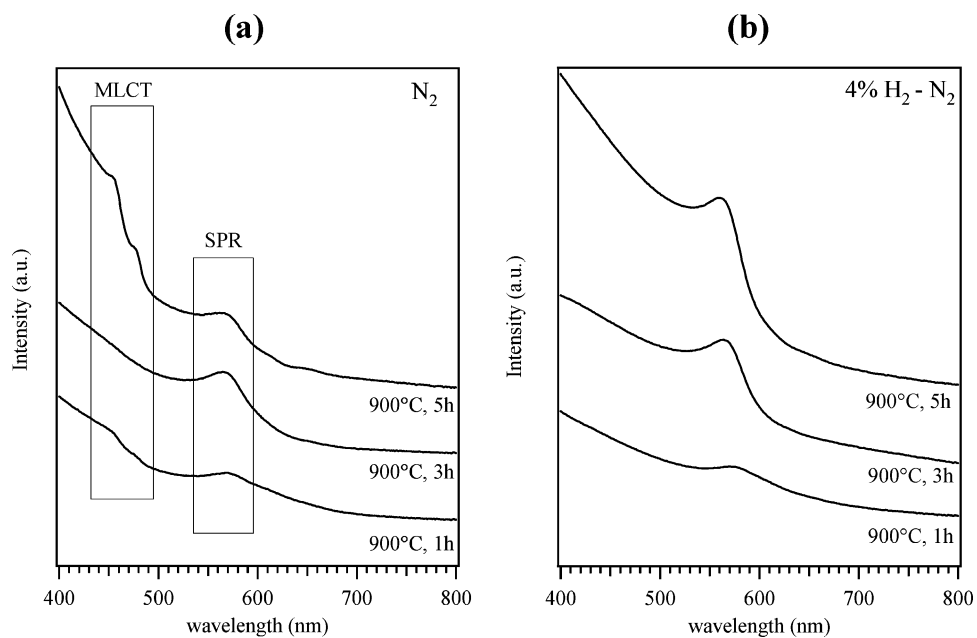 (a)
MLCT
N₂
SPR
900°C, 5h
900°C, 3h
900°C, 1h
Intensity (a.u.)
400 500 600 700 800
wavelength (nm)
(b)
4% H₂ - N₂
900°C, 5h
900°C, 3h
900°C, 1h
Intensity (a.u.)
400 500 600 700 800
wavelength (nm)